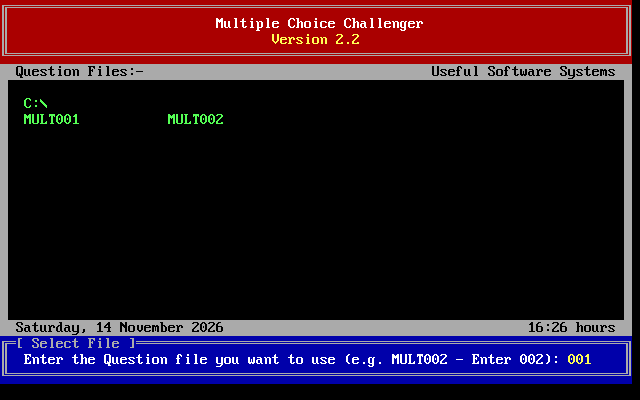 Multiple Choice Challenger
Version 2.2
Question Files:- Useful Software Systems
C:\
MULT001 MULT002
Saturday, 14 November 2026 16:26 hours
[ Select File ]
Enter the Question file you want to use (e.g. MULT002 - Enter 002): 001